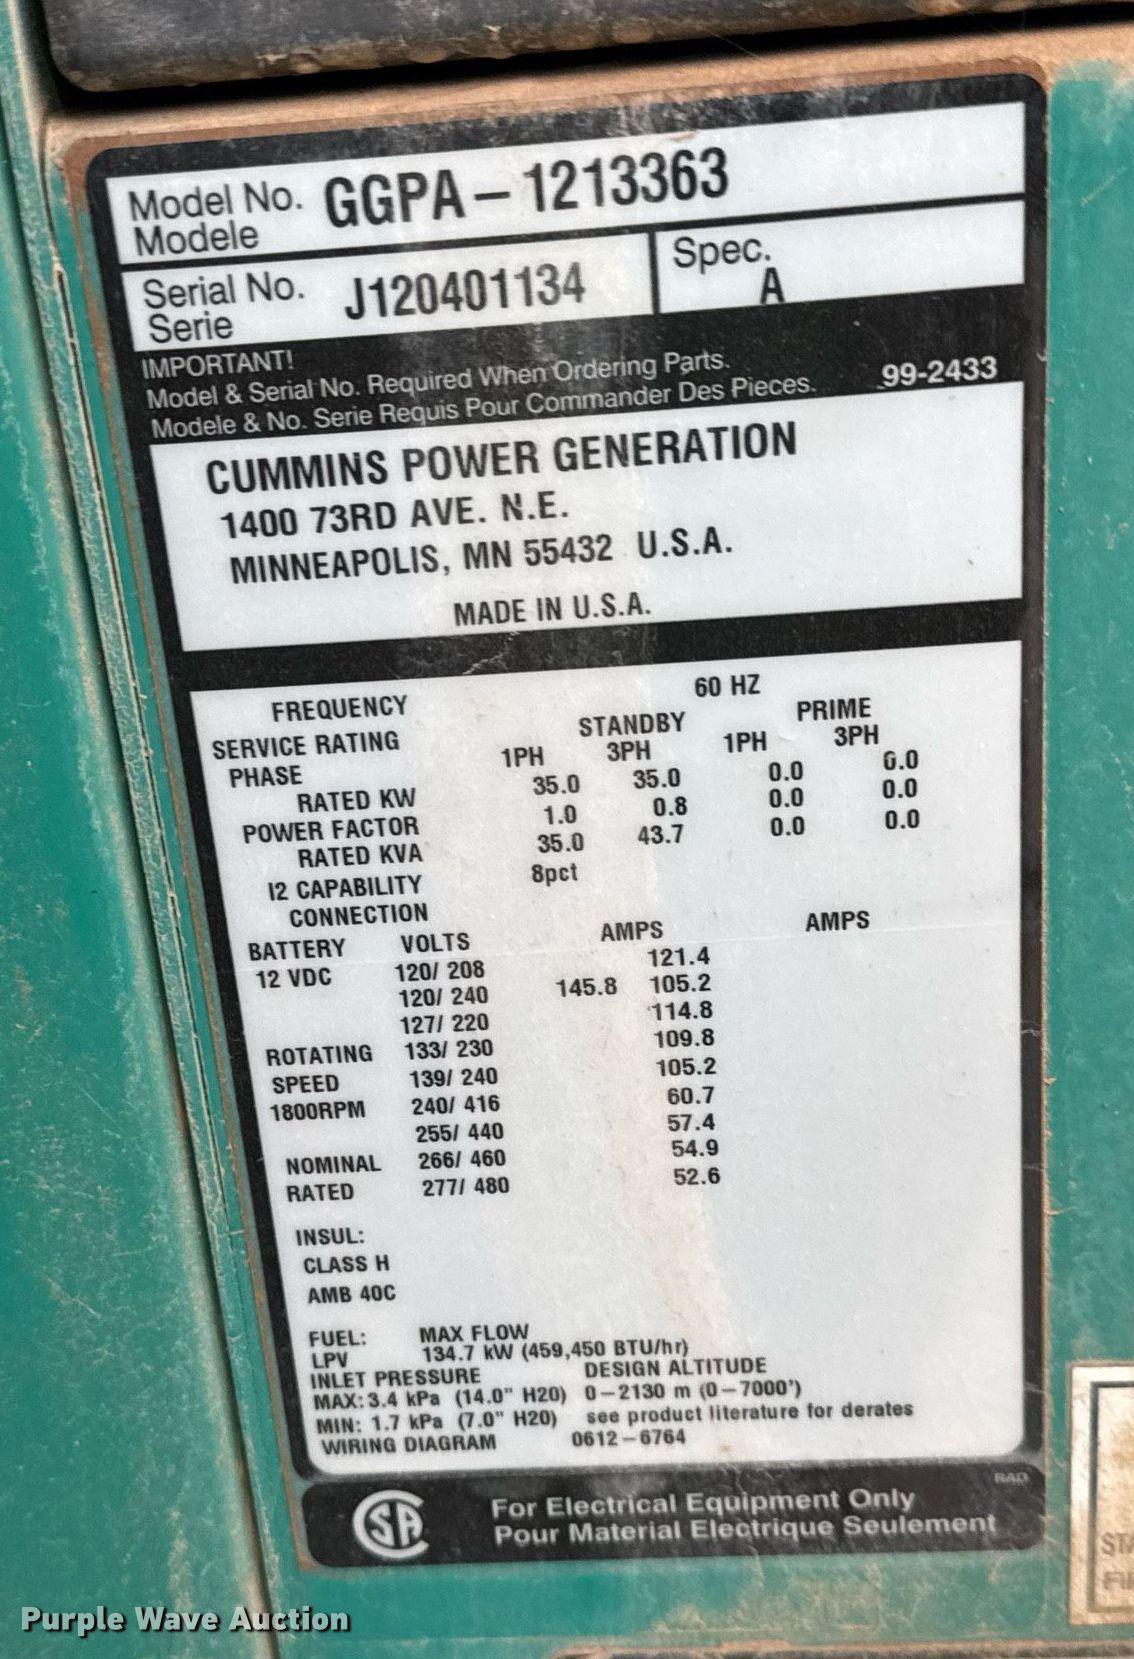 Model No. GGPA-1213363
Modele
Serial No. J120401134
Serie
Spec.
A
IMPORTANT!
Model & Serial No. Required When Ordering Parts.
Modele & No. Serie Requis Pour Commander Des Pieces. 99-2433
CUMMINS POWER GENERATION
1400 73RD AVE. N.E.
MINNEAPOLIS, MN 55432 U.S.A.
MADE IN U.S.A.
FREQUENCY 60 HZ
SERVICE RATING STANDBY PRIME
PHASE 1PH 3PH 1PH 3PH
RATED KW 35.0 35.0 0.0 0.0
POWER FACTOR 1.0 0.8 0.0 0.0
RATED KVA 35.0 43.7 0.0 0.0
I2 CAPABILITY 8pct
CONNECTION
BATTERY VOLTS AMPS AMPS
12 VDC 120/ 208 121.4
120/ 240 145.8 105.2
127/ 220 114.8
ROTATING 133/ 230 109.8
SPEED 139/ 240 105.2
1800RPM 240/ 416 60.7
255/ 440 57.4
NOMINAL 266/ 460 54.9
RATED 277/ 480 52.6
INSUL:
CLASS H
AMB 40C
FUEL: MAX FLOW
LPV 134.7 kW (459,450 BTU/hr)
INLET PRESSURE DESIGN ALTITUDE
MAX: 3.4 kPa (14.0" H20) 0-2130 m (0-7000')
MIN: 1.7 kPa (7.0" H20) see product literature for derates
WIRING DIAGRAM 0612-6764
RAD
SA
For Electrical Equipment Only
Pour Material Electrique Seulement
Purple Wave Auction